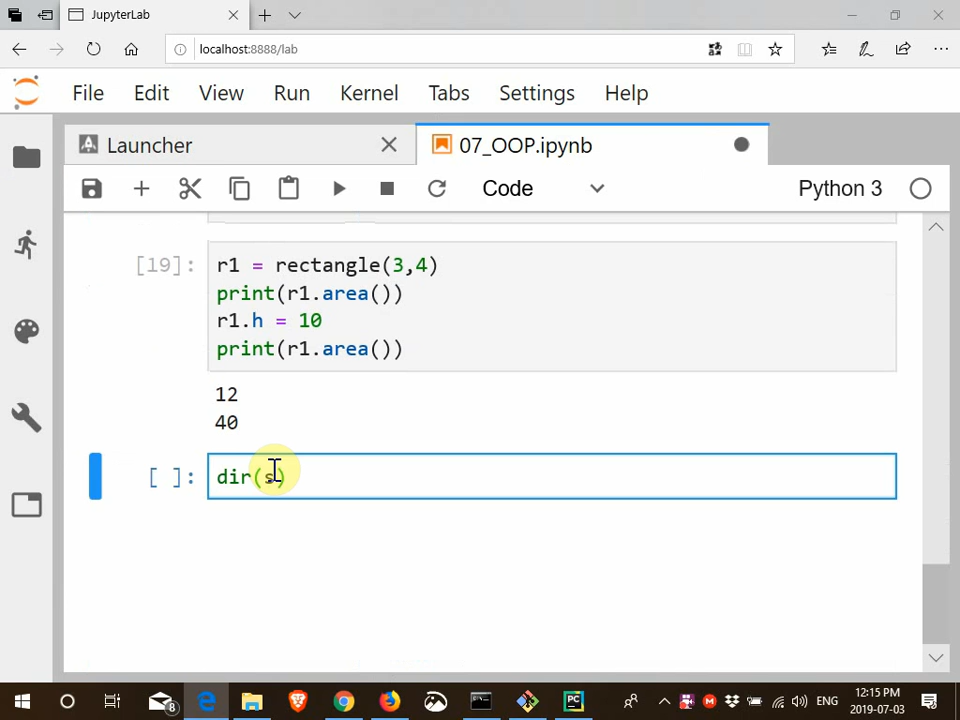 JupyterLab
localhost:8888/lab
File Edit View Run Kernel Tabs Settings Help
Launcher 07_OOP.ipynb
Code Python 3
[19]: r1 = rectangle(3,4)
print(r1.area())
r1.h = 10
print(r1.area())
12
40
[ ]: dir(s)
8 PC ENG 12:15 PM
2019-07-03